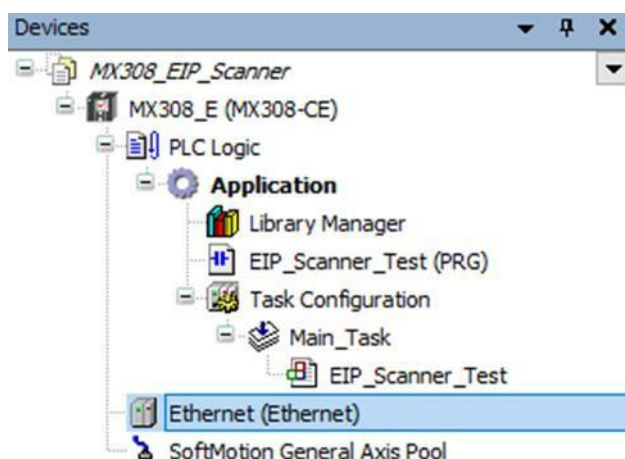 Devices
MX308_EIP_Scanner
MX308_E (MX308-CE)
PLC Logic
Application
Library Manager
EIP_Scanner_Test (PRG)
Task Configuration
Main_Task
EIP_Scanner_Test
Ethernet (Ethernet)
SoftMotion General Axis Pool